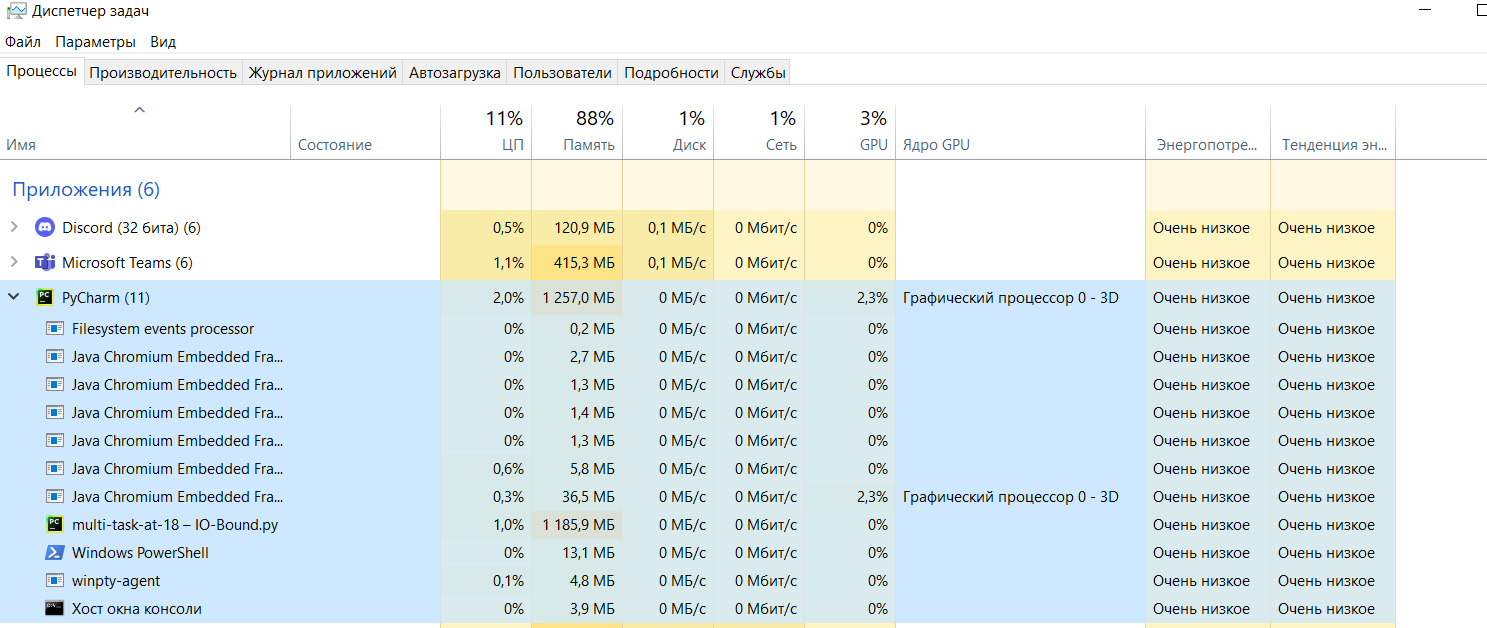 Диспетчер задач
Файл Параметры Вид
Процессы Производительность Журнал приложений Автозагрузка Пользователи Подробности Службы
11% 88% 1% 1% 3%
Имя Состояние ЦП Память Диск Сеть GPU Ядро GPU Энергопотре... Тенденция эн...
Приложения (6)
Discord (32 бита) (6) 0,5% 120,9 МБ 0,1 МБ/с 0 Мбит/с 0% Очень низкое Очень низкое
Microsoft Teams (6) 1,1% 415,3 МБ 0,1 МБ/с 0 Мбит/с 0% Очень низкое Очень низкое
PyCharm (11) 2,0% 1 257,0 МБ 0 МБ/с 0 Мбит/с 2,3% Графический процессор 0 - 3D Очень низкое Очень низкое
Filesystem events processor 0% 0,2 МБ 0 МБ/с 0 Мбит/с 0% Очень низкое Очень низкое
Java Chromium Embedded Fra... 0% 2,7 МБ 0 МБ/с 0 Мбит/с 0% Очень низкое Очень низкое
Java Chromium Embedded Fra... 0% 1,3 МБ 0 МБ/с 0 Мбит/с 0% Очень низкое Очень низкое
Java Chromium Embedded Fra... 0% 1,4 МБ 0 МБ/с 0 Мбит/с 0% Очень низкое Очень низкое
Java Chromium Embedded Fra... 0% 1,3 МБ 0 МБ/с 0 Мбит/с 0% Очень низкое Очень низкое
Java Chromium Embedded Fra... 0,6% 5,8 МБ 0 МБ/с 0 Мбит/с 0% Очень низкое Очень низкое
Java Chromium Embedded Fra... 0,3% 36,5 МБ 0 МБ/с 0 Мбит/с 2,3% Графический процессор 0 - 3D Очень низкое Очень низкое
multi-task-at-18 – IO-Bound.py 1,0% 1 185,9 МБ 0 МБ/с 0 Мбит/с 0% Очень низкое Очень низкое
Windows PowerShell 0% 13,1 МБ 0 МБ/с 0 Мбит/с 0% Очень низкое Очень низкое
winpty-agent 0,1% 4,8 МБ 0 МБ/с 0 Мбит/с 0% Очень низкое Очень низкое
Хост окна консоли 0% 3,9 МБ 0 МБ/с 0 Мбит/с 0% Очень низкое Очень низкое